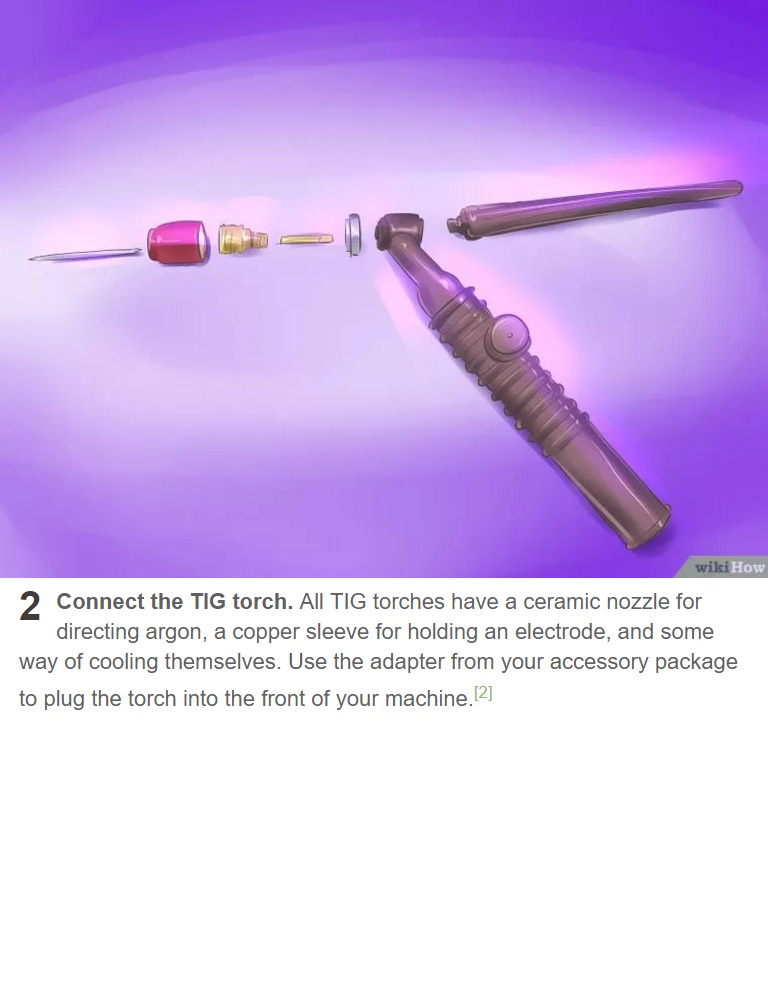 wikiHow
2 Connect the TIG torch. All TIG torches have a ceramic nozzle for
directing argon, a copper sleeve for holding an electrode, and some
way of cooling themselves. Use the adapter from your accessory package
to plug the torch into the front of your machine.[2]